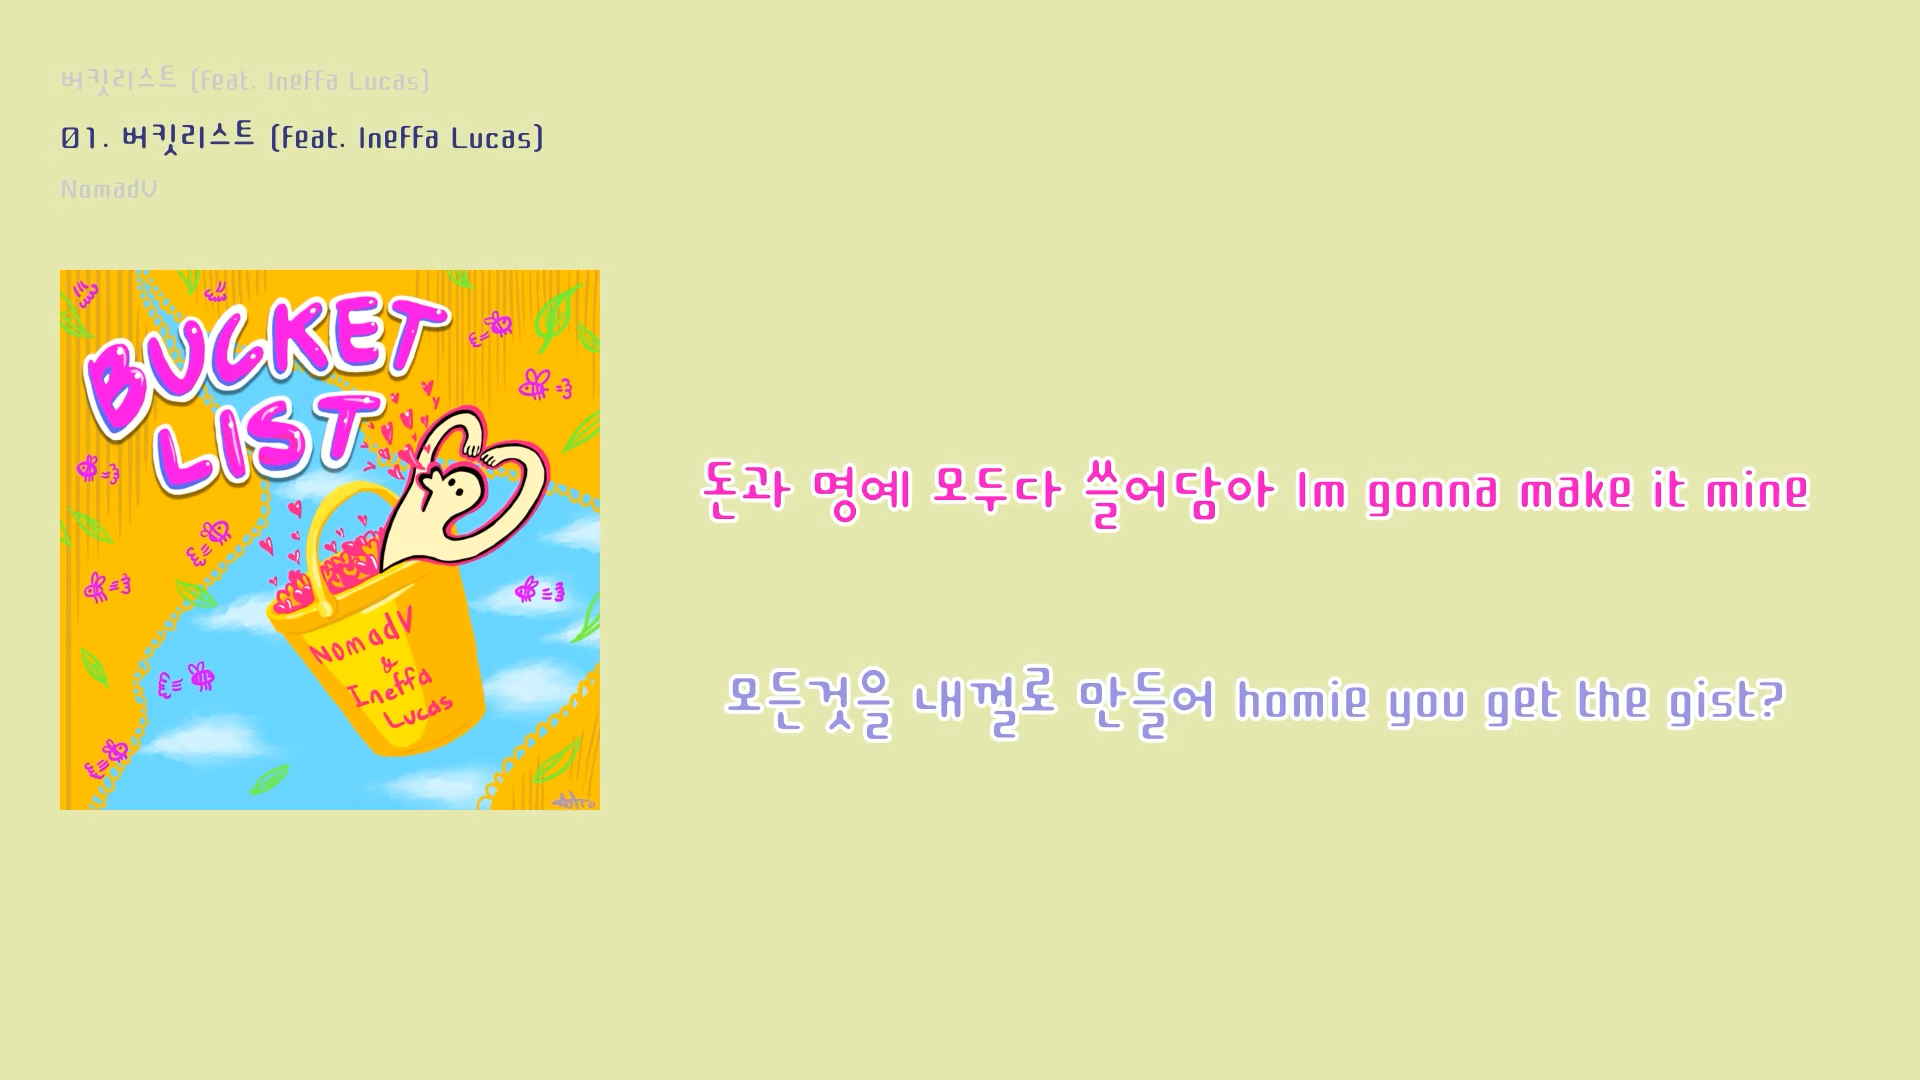 버킷리스트 (feat. Ineffa Lucas)
01. 버킷리스트 (feat. Ineffa Lucas)
NomadV
BUCKET
LIST
NomadV
&
Ineffa
Lucas
돈과 명예 모두다 쓸어담아 Im gonna make it mine
모든것을 내껄로 만들어 homie you get the gist?